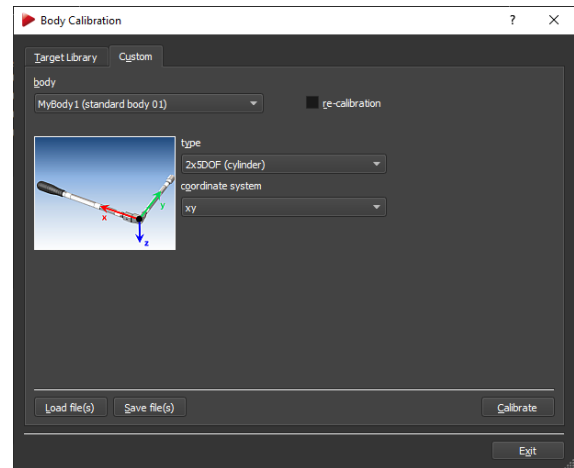 Body Calibration
?
Target Library
Custom
body
MyBody1 (standard body 01)
re-calibration
type
2x5DOF (cylinder)
coordinate system
xy
x
y
z
Load file(s)
Save file(s)
Calibrate
Exit